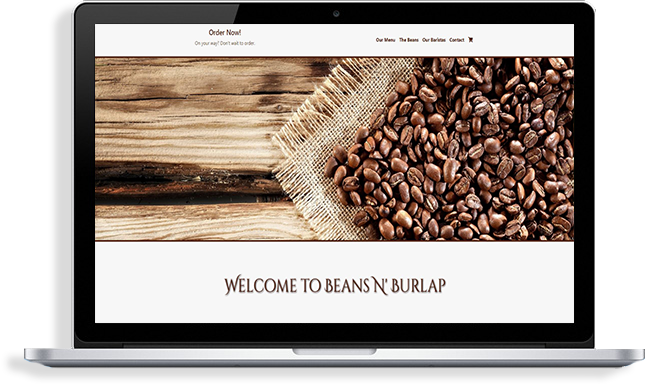 Order Now!
On your way? Don't wait to order.
Our Menu The Beans Our Baristas Contact
Welcome to Beans N' Burlap